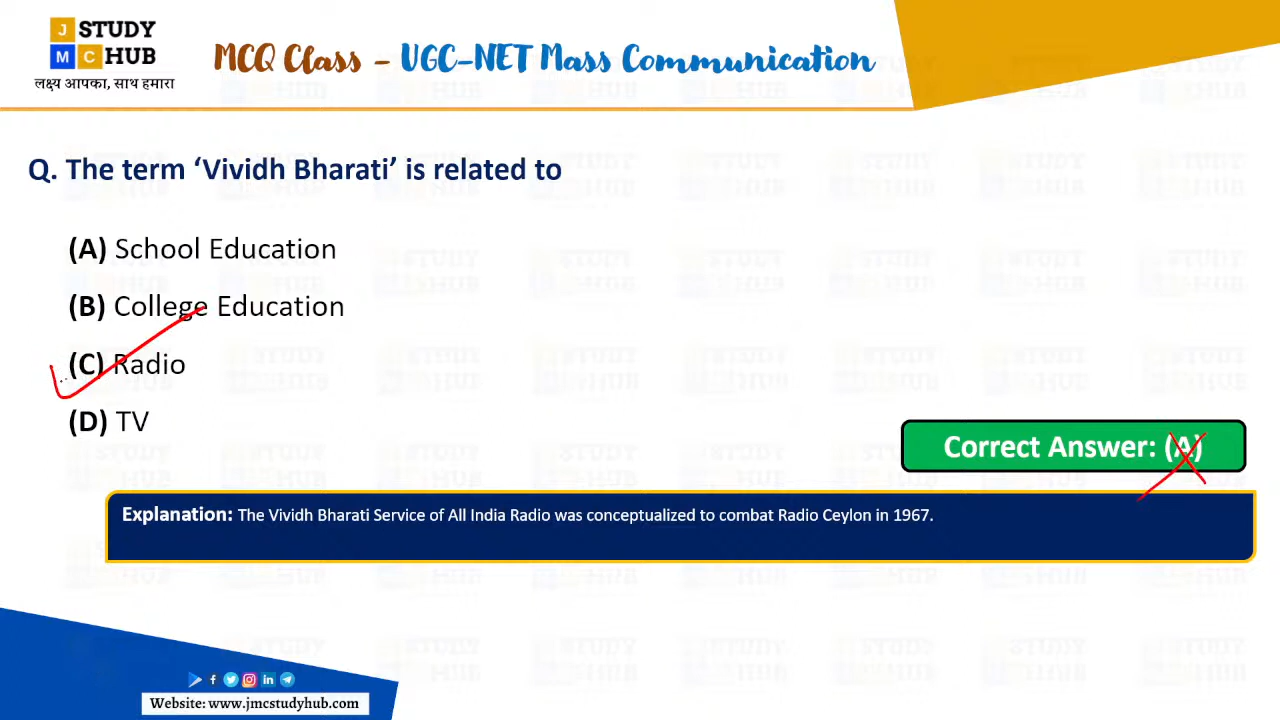 J STUDY
M C HUB
लक्ष्य आपका, साथ हमारा
MCQ Class - UGC-NET Mass Communication
Q. The term ‘Vividh Bharati’ is related to
(A) School Education
(B) College Education
(C) Radio
(D) TV
Correct Answer: (A)
Explanation: The Vividh Bharati Service of All India Radio was conceptualized to combat Radio Ceylon in 1967.
Website: www.jmcstudyhub.com